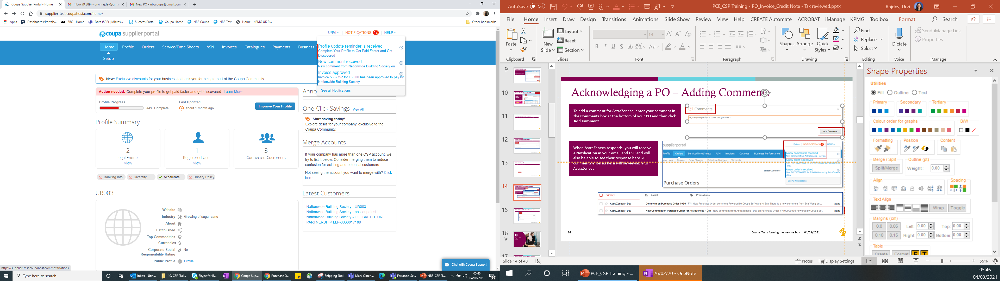 Coupa Supplier Portal - Home
Inbox (9,889) - urvinrajdev@gma
New PO - nbscoupa@gmail.com
supplier-test.coupahost.com/home/
Apps
Dashboards/Portals...
BBC - Home
Data (S2E) | Micros...
Success Portal
Coupa Home
NBS Coupa
NBS Test
Home - KPMG UK P...
Other bookmarks
coupa supplier portal
URVI
NOTIFICATIONS 12
HELP
Home
Profile
Orders
Service/Time Sheets
ASN
Invoices
Catalogues
Payments
Business P
Setup
Profile update reminder is received
Complete Your Profile to Get Paid Faster and Get
Discovered
New comment received
New comment from Nationwide Building Society on
Invoice approved
Invoice 5362352 for £30.00 has been approved to pay by
Nationwide Building Society.
See all Notifications
New: Exclusive discounts for your business to thank you for being a part of the Coupa Community.
Action needed: Complete your profile to get paid faster and get discovered Learn More
Profile Progress
44% Complete
Last Updated
about 1 month ago
Improve Your Profile
Profile Summary
2
Legal Entities
View
1
Registered User
View
3
Connected Customers
Banking Info
Diversity
Accelerate
Bribery Policy
UR003
Website
Industry
Growing of sugar cane
About
Established
Top Commodities
Currencies
Corporate Social
Responsibility Rating
No
Public Profile
Profile
Anno
One-Click Savings View All
Start saving today!
Explore deals for your company, exclusive to the
Coupa Community.
Merge Accounts
If your company has more than one CSP account, we
try to list it below. Consider merging them to reduce
confusion for existing and potential customers.
Not seeing the account you want to merge with? Click
here.
Latest Customers
Nationwide Building Society - UR003
Nationwide Building Society - nbscoupatest
Nationwide Building Society - GLOBAL FUTURE
PARTNERSHIP LLP-0000017189
Chat with Coupa Support
https://supplier-test.coupahost.com/notifications
Type here to search
Inbox - Urvi...
10. CSP Trai...
Skype for B...
Coupa Sup...
Purchase O...
Snipping Tool
Mark Olner ...
Farrance, Sc...
NBS_CSP Tr...
05:46
04/03/2021
26
AutoSave Off
PCE_CSP Training - PO_Invoice_Credit Note - Tax reviewed.pptx
Rajdev, Urvi
File
Home
Insert
Draw
Design
Transitions
Animations
Slide Show
Review
View
Help
CREATE Automate
ACROBAT
iManage
KPMG
Toolbox
Format
Search
Paste
Clipboard
New
Slide
Layout
Reset
Section
Slides
14
Font
Paragraph
Shapes
Arrange
Quick
Styles
Drawing
Find
Replace
Select
Editing
Dictate
Voice
Send iManage Link
Properties
iManage
9
10
11
12
13
14
15
16
17
Acknowledging a PO – Adding Comments
To add a comment for AstraZeneca, enter your comment in
the Comments box at the bottom of your PO and then click
Add Comment.
Comments
Hi, can you specify the colour that you want?
Add Comment
When AstraZeneca responds, you will receive
a Notification in your email and CSP and will
also be able to see their response here. All
comments entered here will be viewable to
AstraZeneca.
supplier portal
EVA
NOTIFICATIONS 4
HELP
Profile
Orders
Service/Time Sheets
ASN
Invoices
Catalogs
Business Performance
Order Lines
Returns
Order Changes
Order Line Changes
Shipments
A new comment is received
New comment from AstraZeneca - Dev on
A new order is received
New PO 7100000936 for £100.00 issued by AstraZeneca
- Dev.
A new order is received
- Dev.
See All Notifications
Select Customer
Purchase Orders
Primary
Social
Promotions
AstraZeneca - Dev
Comment on Purchase Order #936 - FYI: New Purchase Order comment Powered by Coupa Software Hi Eva, There is a new comment from Eva Wang on ...
20:49
AstraZeneca - Dev
New Comment on Purchase Order for AstraZeneca - Dev - New comment from AstraZeneca - Dev on Purchase Order #7100000936 Powered by Coupa So...
20:49
14
Coupa: Transforming the way we buy
04/03/2021
Shape Properties
Utilities
Fill
Outline
Text
Primary
Secondary
Tertiary
Colour order for graphs
B/W
Formatting
Position
Content
Merge / Split
Split/Merge
Outline (pt)
Weight: 0.00
Align
Spacing
Text Align
Wrap
Toggle
Margins (cm)
0.0
0.05
Left: 0.00
Top: 0.00
0.10
0.15
Right: 0.00
Bottom: 0.00
Table
Create
Format
F
T
Slide 14 of 43
Notes
Display Settings
59%
PCE_CSP Training - ...
26/02/20 - OneNote
05:46
04/03/2021